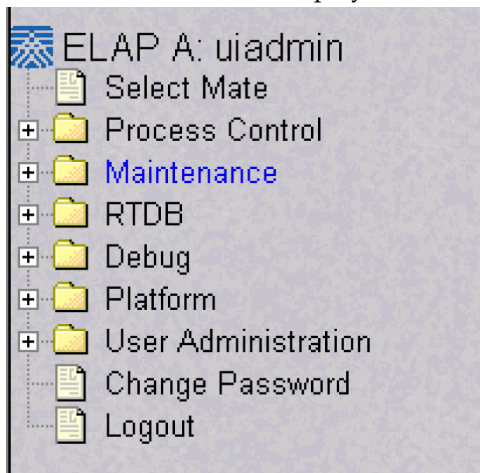 ELAP A: uiadmin
Select Mate
Process Control
Maintenance
RTDB
Debug
Platform
User Administration
Change Password
Logout